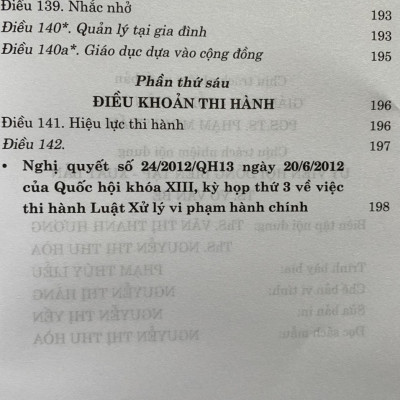 Điều 139. Nhắc nhở 193
Điều 140*. Quản lý tại gia đình 193
Điều 140a*. Giáo dục dựa vào cộng đồng 195
Phần thứ sáu
ĐIỀU KHOẢN THI HÀNH 196
Điều 141. Hiệu lực thi hành 196
Điều 142. 197
• Nghị quyết số 24/2012/QH13 ngày 20/6/2012
của Quốc hội khóa XIII, kỳ họp thứ 3 về việc
thi hành Luật Xử lý vi phạm hành chính 198